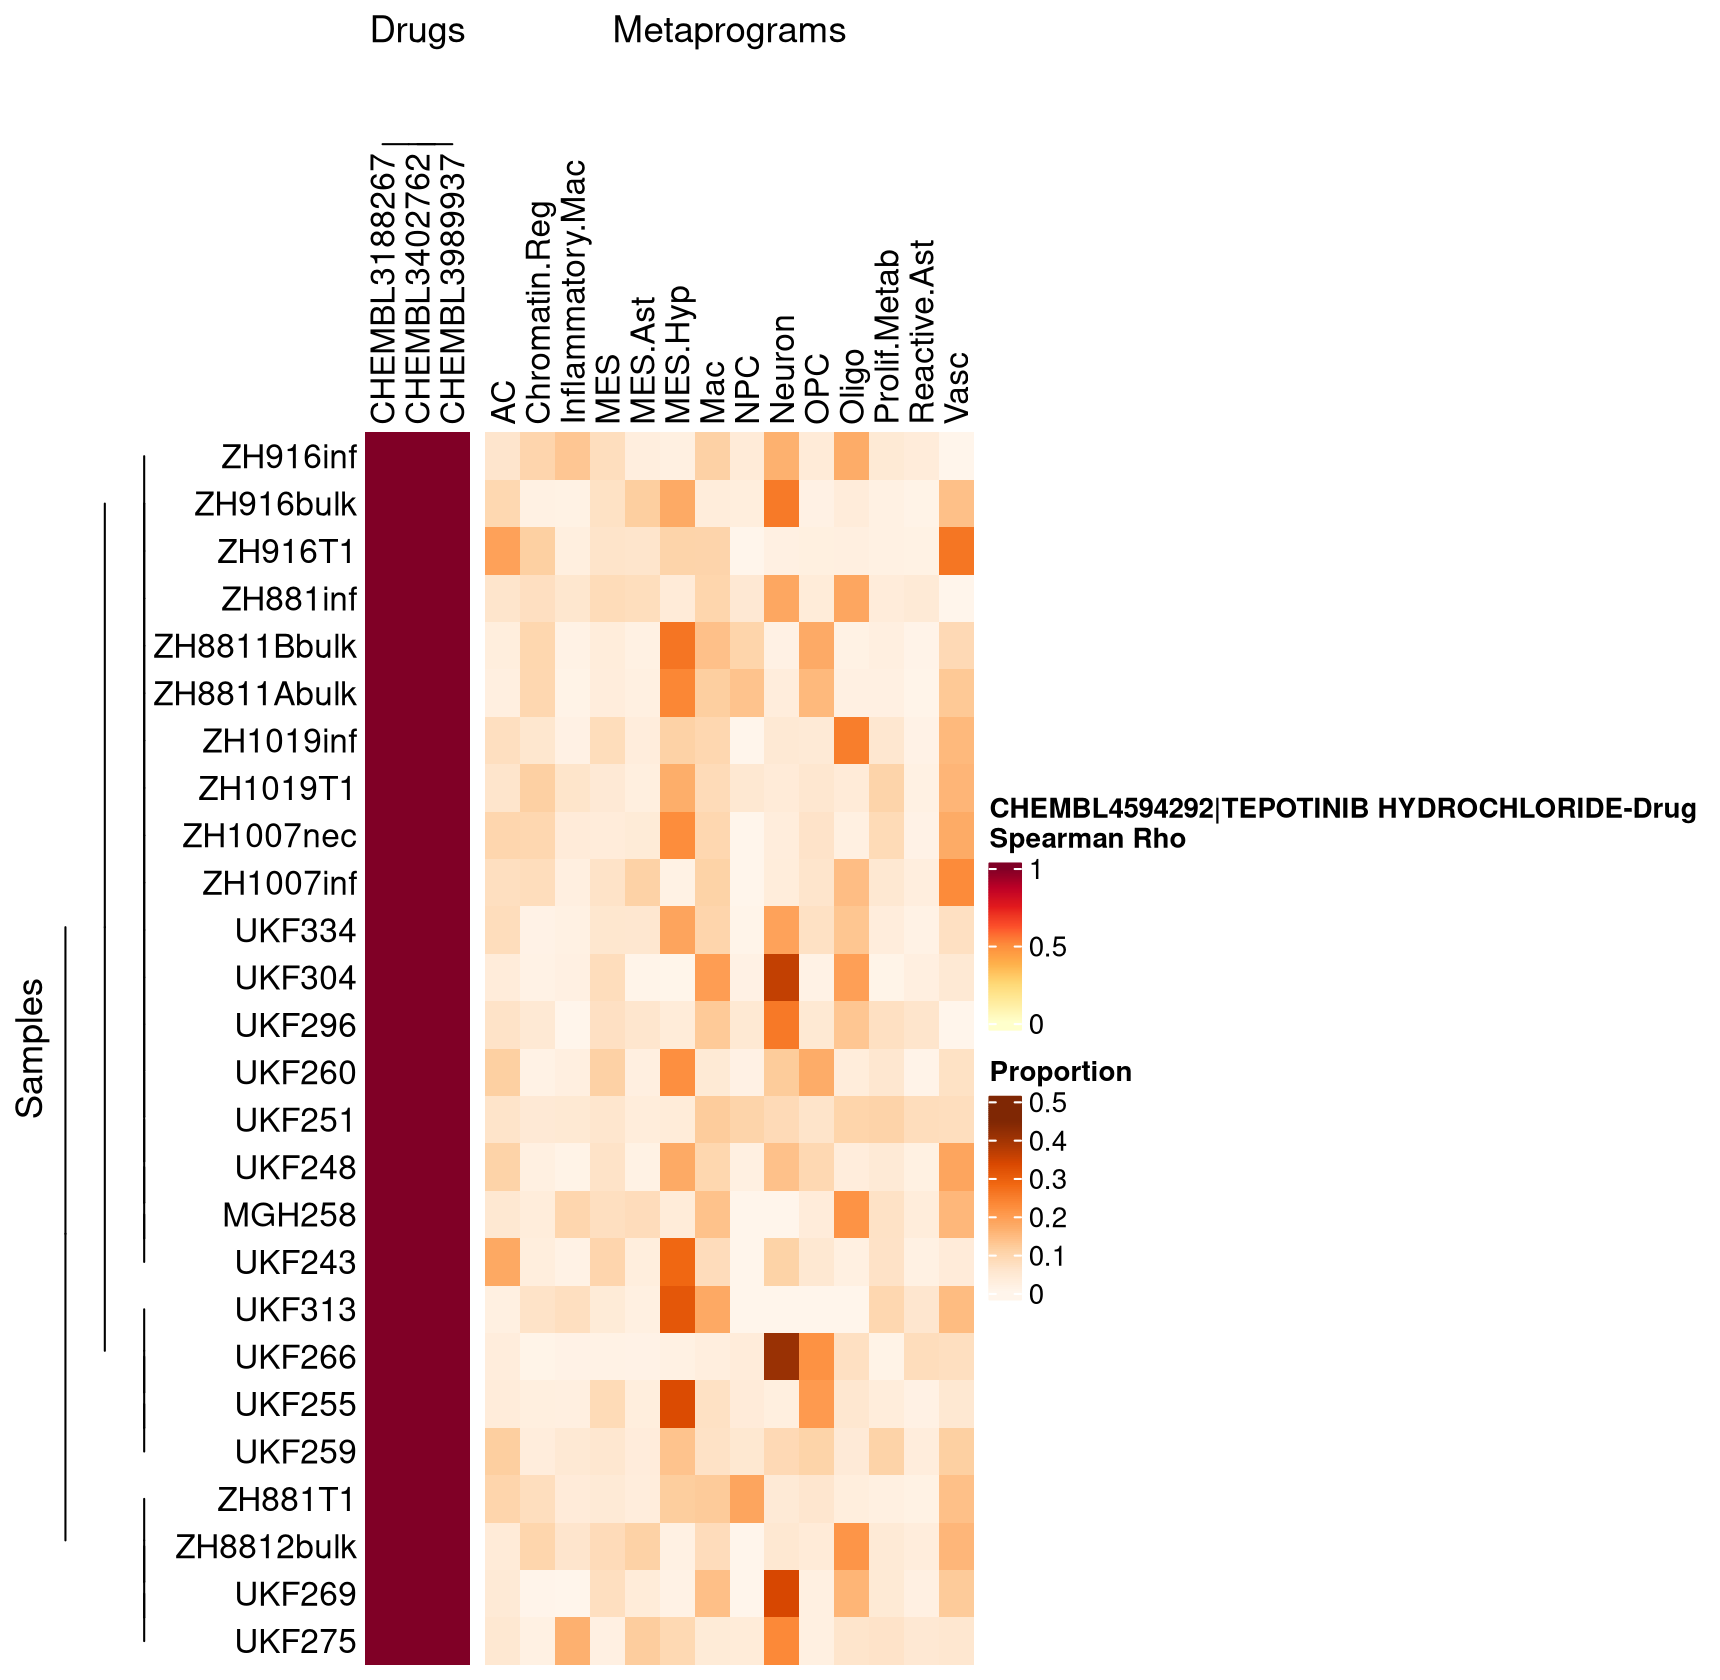 Drugs
Metaprograms
CHEMBL3188267
CHEMBL3402762
CHEMBL3989937
AC
Chromatin.Reg
Inflammatory.Mac
MES
MES.Ast
MES.Hyp
Mac
NPC
Neuron
OPC
Oligo
Prolif.Metab
Reactive.Ast
Vasc
Samples
ZH916inf
ZH916bulk
ZH916T1
ZH881inf
ZH8811Bbulk
ZH8811Abulk
ZH1019inf
ZH1019T1
ZH1007nec
ZH1007inf
UKF334
UKF304
UKF296
UKF260
UKF251
UKF248
MGH258
UKF243
UKF313
UKF266
UKF255
UKF259
ZH881T1
ZH8812bulk
UKF269
UKF275
CHEMBL4594292|TEPOTINIB HYDROCHLORIDE-Drug
Spearman Rho
1
0.5
0
Proportion
0.5
0.4
0.3
0.2
0.1
0